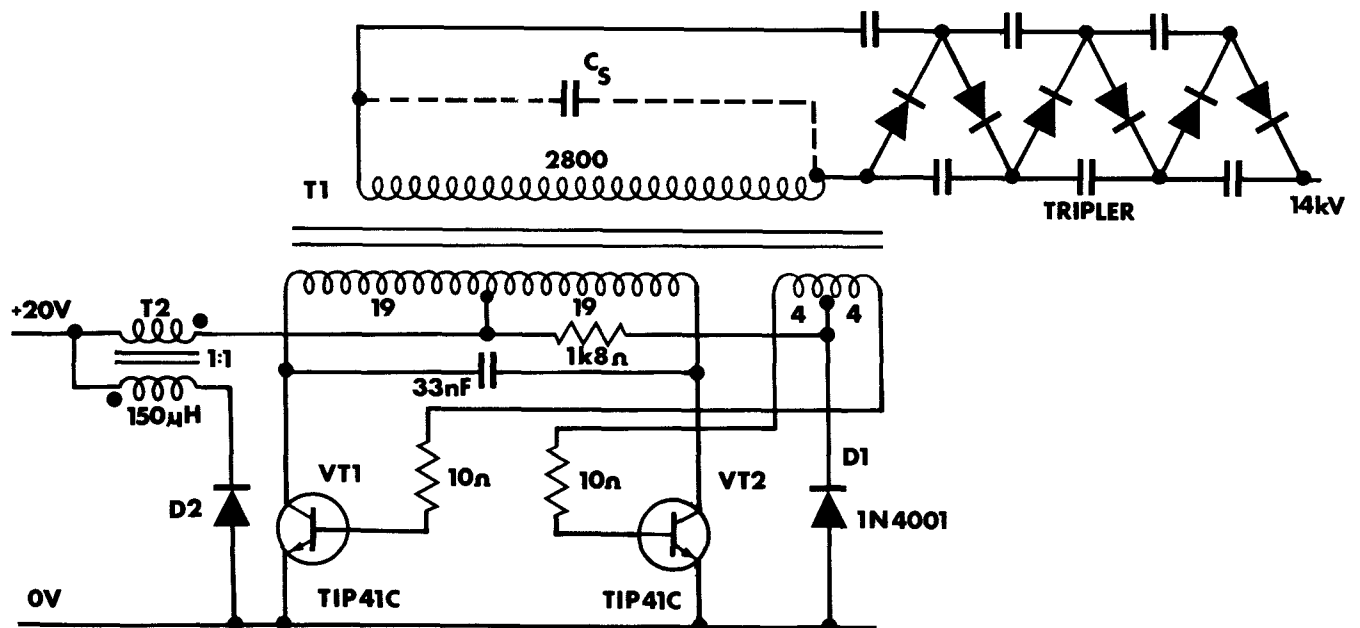 C_S
2800
T1
TRIPLER
14kV
19
19
4
4
+20V
T2
1:1
150μH
1k8Ω
33nF
VT1
10Ω
10Ω
VT2
D1
D2
1N4001
0V
TIP41C
TIP41C